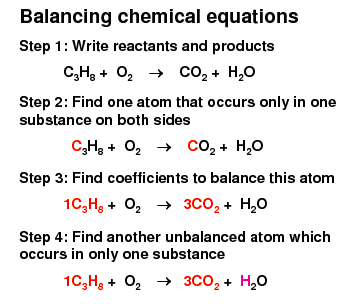 Balancing chemical equations
Step 1: Write reactants and products
C₃H₈ + O₂ → CO₂ + H₂O
Step 2: Find one atom that occurs only in one
substance on both sides
C₃H₈ + O₂ → CO₂ + H₂O
Step 3: Find coefficients to balance this atom
1C₃H₈ + O₂ → 3CO₂ + H₂O
Step 4: Find another unbalanced atom which
occurs in only one substance
1C₃H₈ + O₂ → 3CO₂ + H₂O